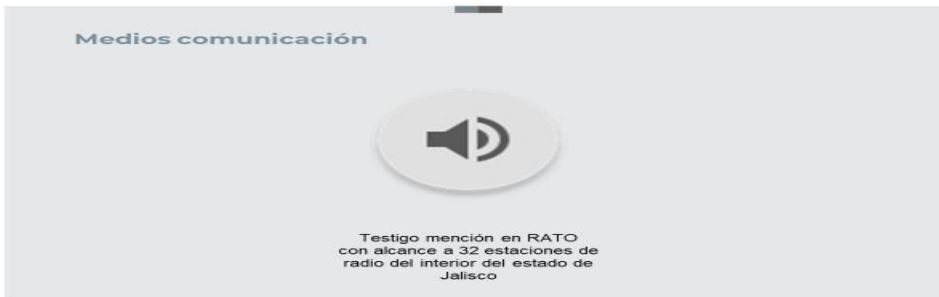 Medios comunicación
Testigo mención en RATO
con alcance a 32 estaciones de
radio del interior del estado de
Jalisco